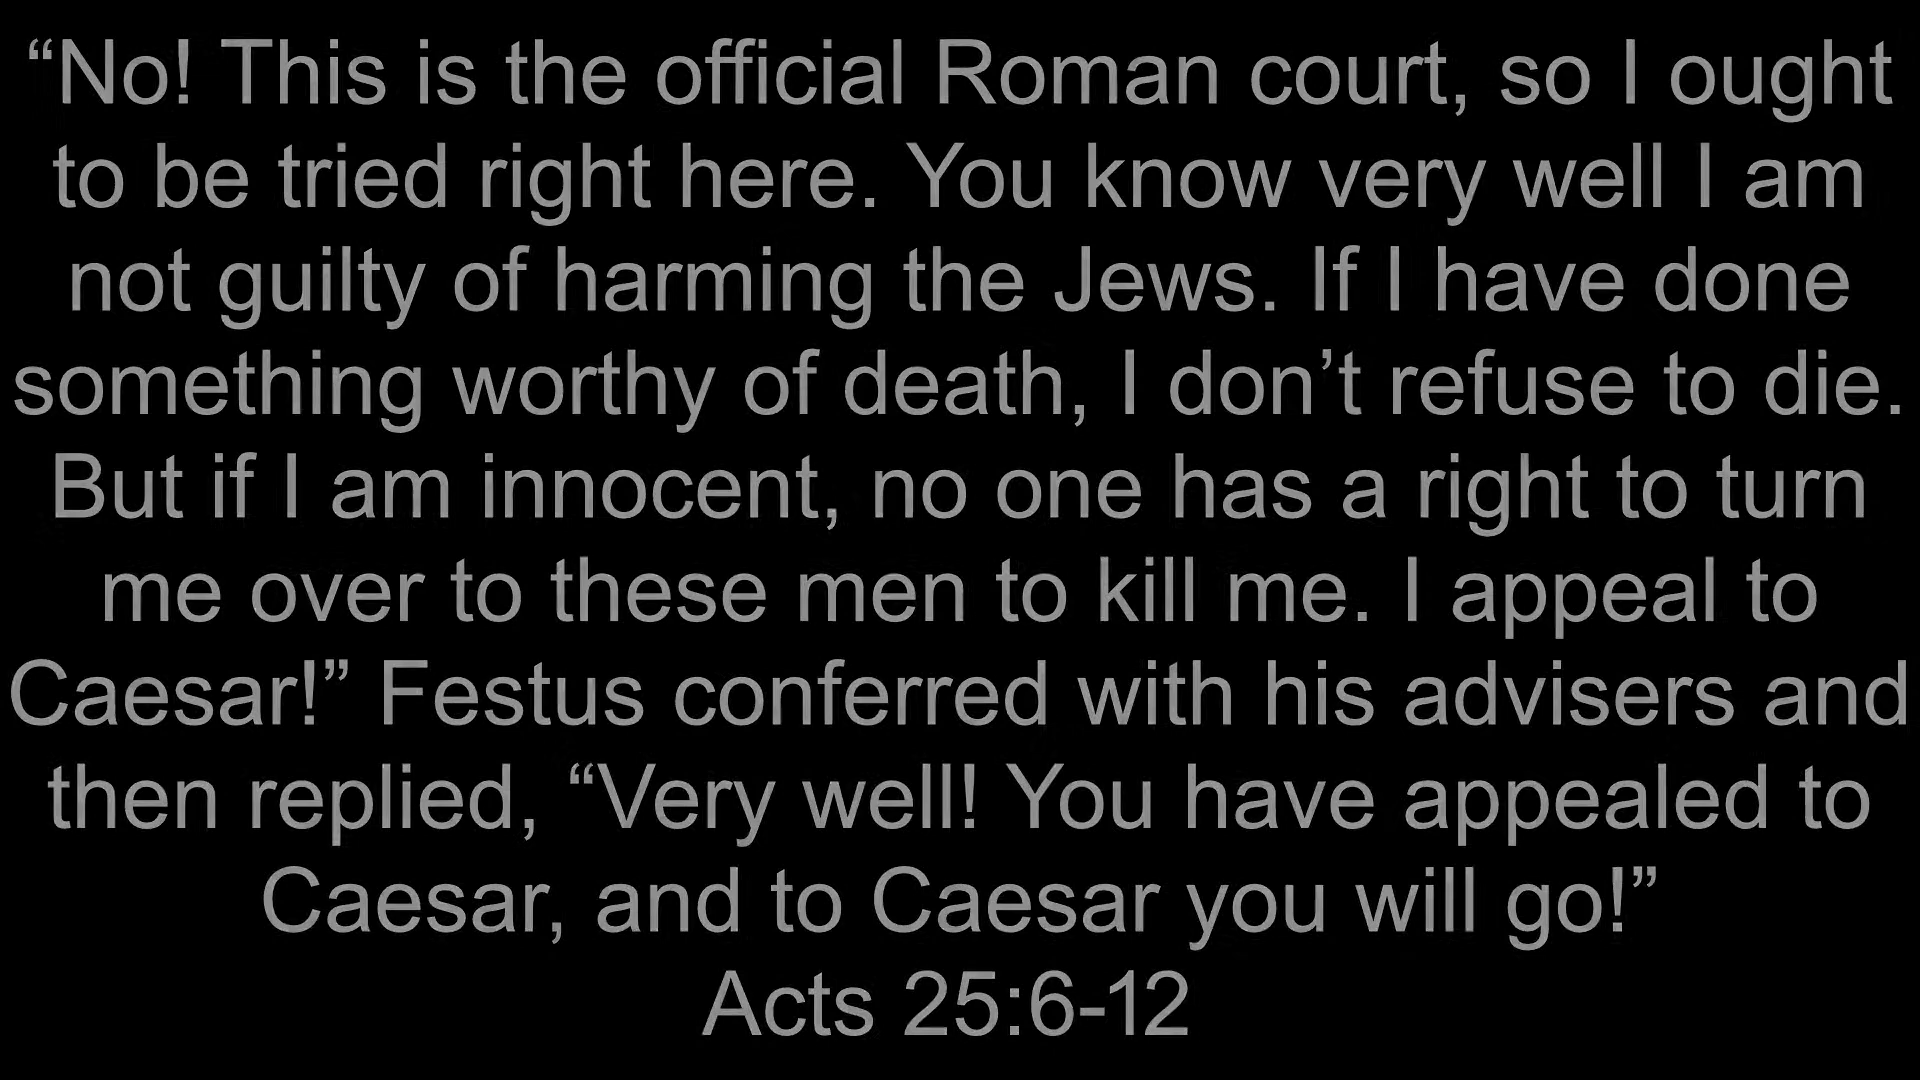 “No! This is the official Roman court, so I ought
to be tried right here. You know very well I am
not guilty of harming the Jews. If I have done
something worthy of death, I don’t refuse to die.
But if I am innocent, no one has a right to turn
me over to these men to kill me. I appeal to
Caesar!” Festus conferred with his advisers and
then replied, “Very well! You have appealed to
Caesar, and to Caesar you will go!”
Acts 25:6-12